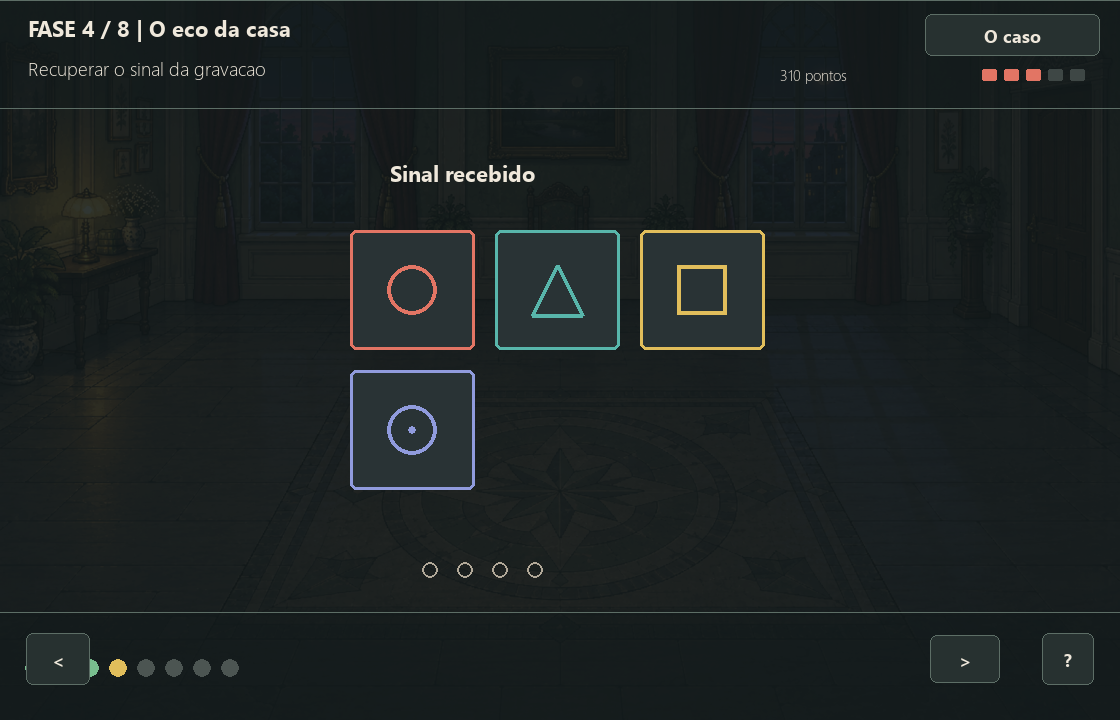 FASE 4 / 8 | O eco da casa
O caso
Recuperar o sinal da gravacao
310 pontos
Sinal recebido
<
>
?